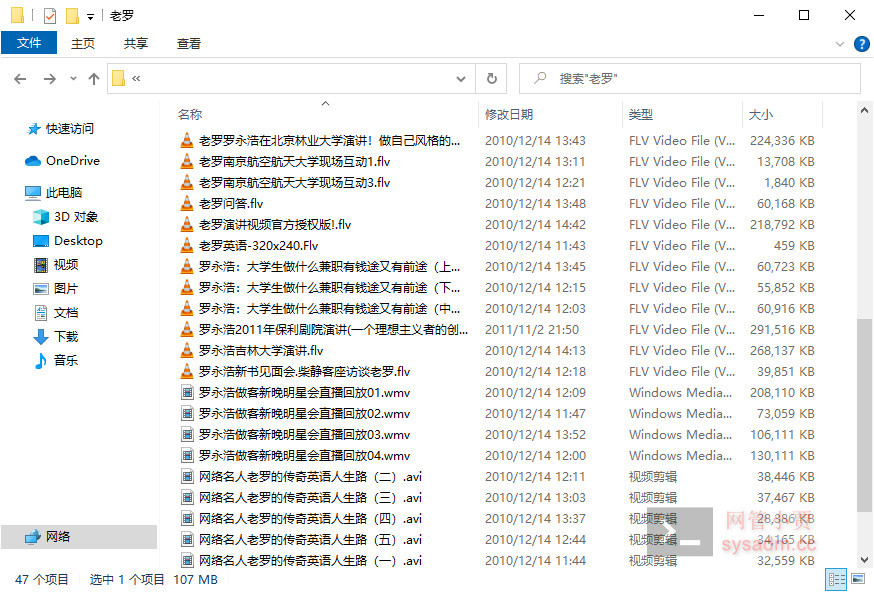 老罗
文件 主页 共享 查看
«
搜索"老罗"
名称 修改日期 类型 大小
快速访问
OneDrive
此电脑
3D 对象
Desktop
视频
图片
文档
下载
音乐
网络
老罗罗永浩在北京林业大学演讲！做自己风格的... 2010/12/14 13:43 FLV Video File (V... 224,336 KB
老罗南京航空航天大学现场互动1.flv 2010/12/14 13:11 FLV Video File (V... 13,708 KB
老罗南京航空航天大学现场互动3.flv 2010/12/14 12:21 FLV Video File (V... 1,840 KB
老罗问答.flv 2010/12/14 13:48 FLV Video File (V... 60,168 KB
老罗演讲视频官方授权版!.flv 2010/12/14 14:42 FLV Video File (V... 218,792 KB
老罗英语-320x240.Flv 2010/12/14 11:43 FLV Video File (V... 459 KB
罗永浩：大学生做什么兼职有钱途又有前途（上... 2010/12/14 13:45 FLV Video File (V... 60,723 KB
罗永浩：大学生做什么兼职有钱途又有前途（下... 2010/12/14 12:15 FLV Video File (V... 55,852 KB
罗永浩：大学生做什么兼职有钱途又有前途（中... 2010/12/14 12:03 FLV Video File (V... 60,916 KB
罗永浩2011年保利剧院演讲(一个理想主义者的创... 2011/11/2 21:50 FLV Video File (V... 291,516 KB
罗永浩吉林大学演讲.flv 2010/12/14 14:13 FLV Video File (V... 268,137 KB
罗永浩新书见面会.柴静客座访谈老罗.flv 2010/12/14 12:18 FLV Video File (V... 39,851 KB
罗永浩做客新晚明星会直播回放01.wmv 2010/12/14 12:09 Windows Media... 208,110 KB
罗永浩做客新晚明星会直播回放02.wmv 2010/12/14 11:47 Windows Media... 73,059 KB
罗永浩做客新晚明星会直播回放03.wmv 2010/12/14 13:52 Windows Media... 106,111 KB
罗永浩做客新晚明星会直播回放04.wmv 2010/12/14 12:00 Windows Media... 130,111 KB
网络名人老罗的传奇英语人生路（二）.avi 2010/12/14 12:11 视频剪辑 38,446 KB
网络名人老罗的传奇英语人生路（三）.avi 2010/12/14 13:03 视频剪辑 37,467 KB
网络名人老罗的传奇英语人生路（四）.avi 2010/12/14 13:37 视频剪辑 28,386 KB
网络名人老罗的传奇英语人生路（五）.avi 2010/12/14 12:44 视频剪辑 34,165 KB
网络名人老罗的传奇英语人生路（一）.avi 2010/12/14 11:44 视频剪辑 32,559 KB
网管小贾
sysadm.cc
47 个项目 选中 1 个项目 107 MB